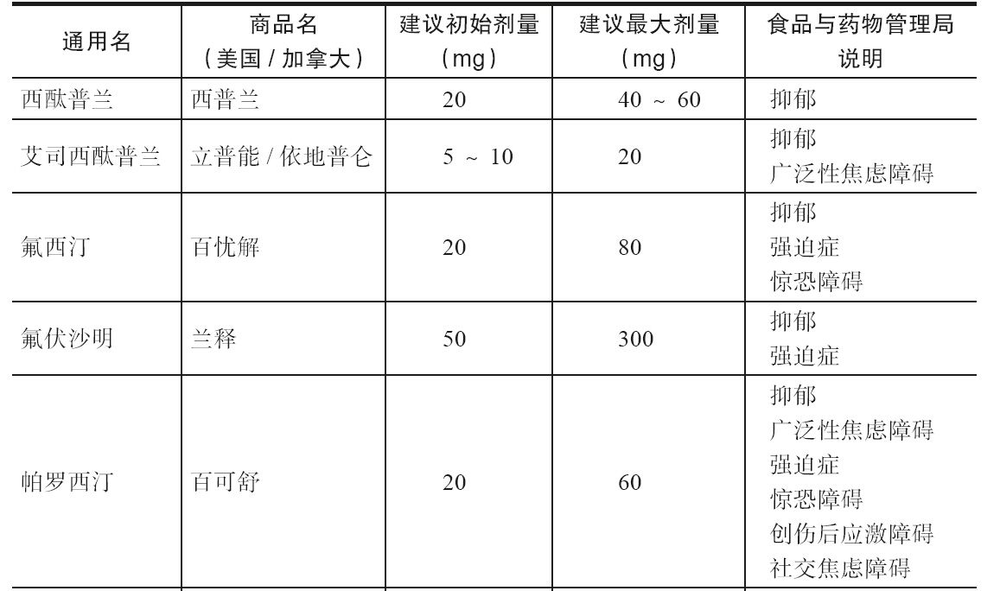 通用名 商品名（美国 / 加拿大） 建议初始剂量（mg） 建议最大剂量（mg） 食品与药物管理局说明
西酞普兰 西普兰 20 40 ~ 60 抑郁
艾司西酞普兰 立普能 / 依地普仑 5 ~ 10 20 抑郁
广泛性焦虑障碍
氟西汀 百忧解 20 80 抑郁
强迫症
惊恐障碍
氟伏沙明 兰释 50 300 抑郁
强迫症
帕罗西汀 百可舒 20 60 抑郁
广泛性焦虑障碍
强迫症
惊恐障碍
创伤后应激障碍
社交焦虑障碍